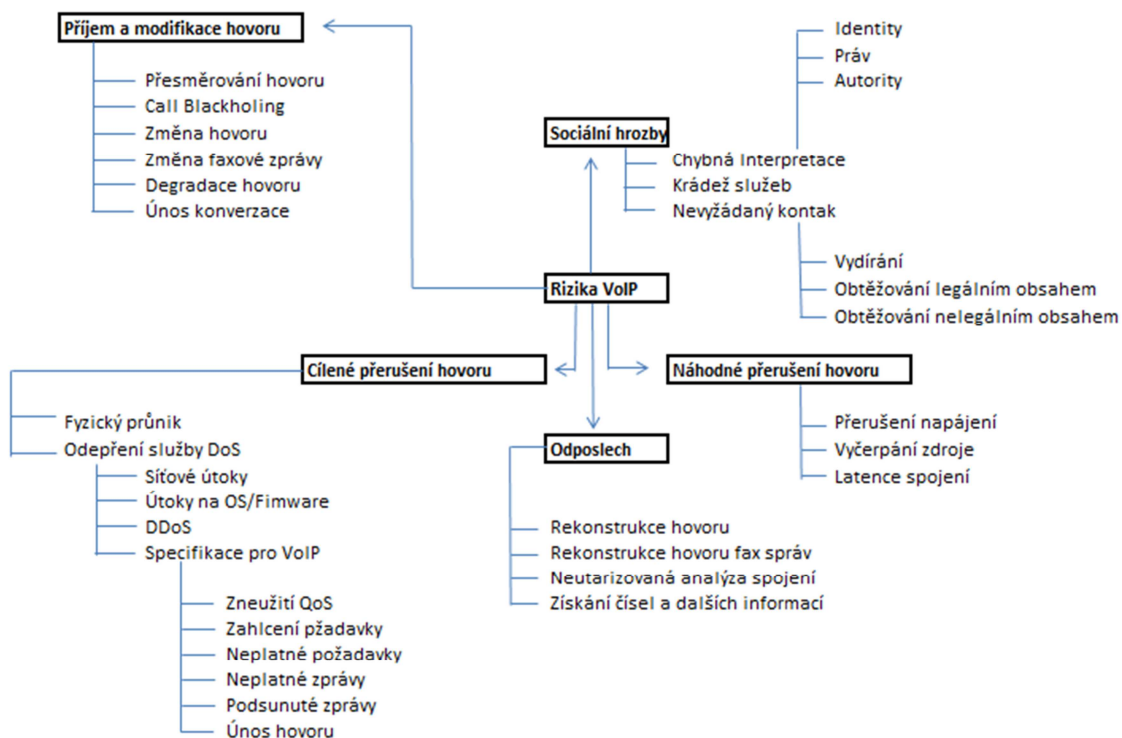 Příjem a modifikace hovoru
Přesměrování hovoru
Call Blackholing
Změna hovoru
Změna faxové zprávy
Degradace hovoru
Únos konverzace
Identity
Práv
Autority
Sociální hrozby
Chybná Interpretace
Krádež služeb
Nevyžádaný kontak
Vydírání
Obtěžování legálním obsahem
Obtěžování nelegálním obsahem
Rizika VoIP
Cílené přerušení hovoru
Fyzický průnik
Odepření služby DoS
Síťové útoky
Útoky na OS/Fimware
DDoS
Specifikace pro VoIP
Zneužití QoS
Zahlcení pžadavky
Neplatné požadavky
Neplatné zprávy
Podsunuté zprávy
Únos hovoru
Odposlech
Rekonstrukce hovoru
Rekonstrukce hovoru fax správ
Neutarizovaná analýza spojení
Získání čísel a dalších informací
Náhodné přerušení hovoru
Přerušení napájení
Vyčerpání zdroje
Latence spojení